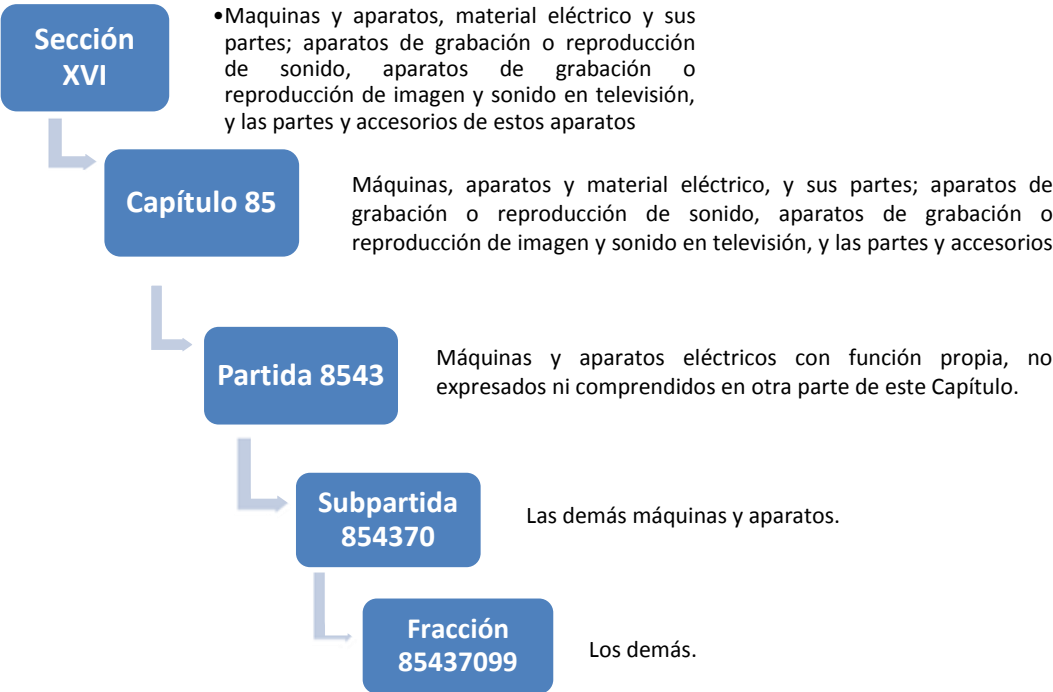 Sección
XVI
•Maquinas y aparatos, material eléctrico y sus
partes; aparatos de grabación o reproducción
de sonido, aparatos de grabación o
reproducción de imagen y sonido en televisión,
y las partes y accesorios de estos aparatos
Capítulo 85
Máquinas, aparatos y material eléctrico, y sus partes; aparatos de
grabación o reproducción de sonido, aparatos de grabación o
reproducción de imagen y sonido en televisión, y las partes y accesorios
Partida 8543
Máquinas y aparatos eléctricos con función propia, no
expresados ni comprendidos en otra parte de este Capítulo.
Subpartida
854370
Las demás máquinas y aparatos.
Fracción
85437099
Los demás.